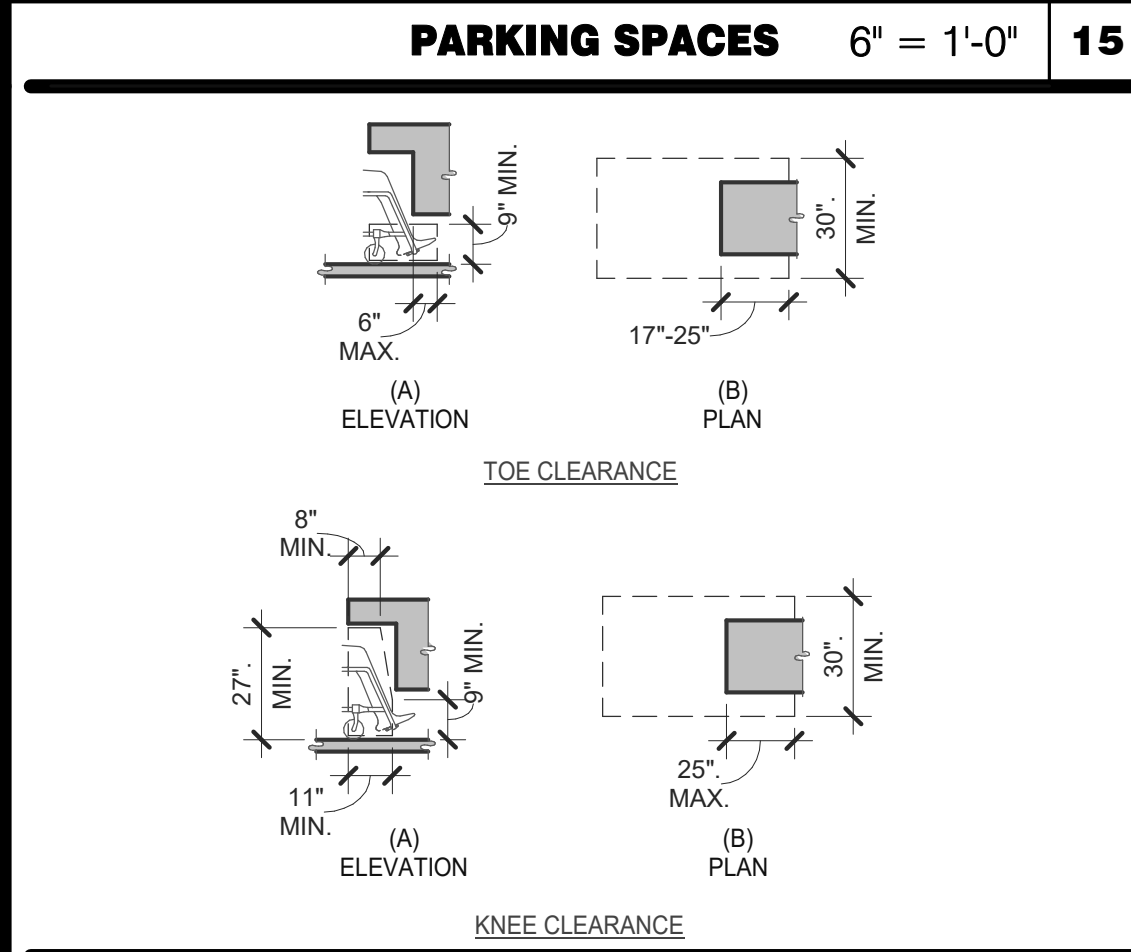 PARKING SPACES 6" = 1'-0" 15
9" MIN.
6"
MAX.
(A)
ELEVATION
30".
MIN.
17"-25"
(B)
PLAN
TOE CLEARANCE
8"
MIN.
27".
MIN.
9" MIN.
11"
MIN.
(A)
ELEVATION
30".
MIN.
25".
MAX.
(B)
PLAN
KNEE CLEARANCE